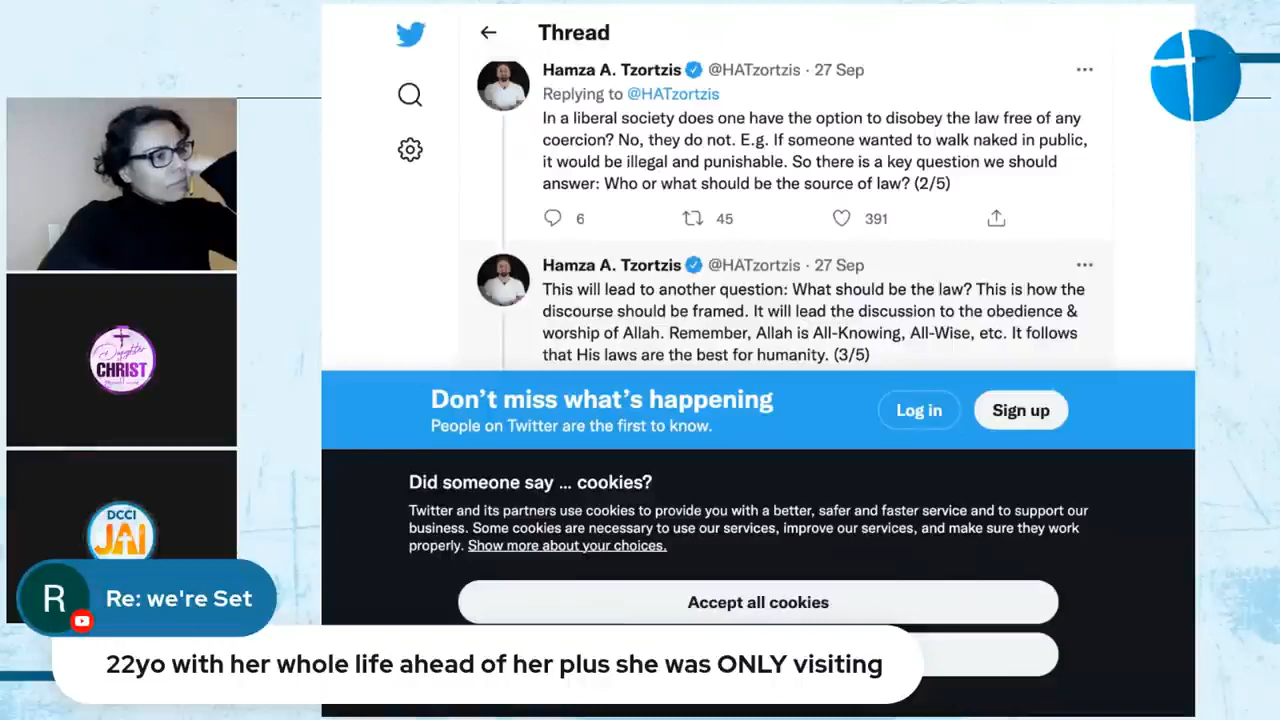 Thread
Hamza A. Tzortzis @HATzortzis · 27 Sep
Replying to @HATzortzis
In a liberal society does one have the option to disobey the law free of any
coercion? No, they do not. E.g. If someone wanted to walk naked in public,
it would be illegal and punishable. So there is a key question we should
answer: Who or what should be the source of law? (2/5)
6 45 391
Hamza A. Tzortzis @HATzortzis · 27 Sep
This will lead to another question: What should be the law? This is how the
discourse should be framed. It will lead the discussion to the obedience &
worship of Allah. Remember, Allah is All-Knowing, All-Wise, etc. It follows
that His laws are the best for humanity. (3/5)
Don't miss what's happening
People on Twitter are the first to know.
Log in
Sign up
Did someone say … cookies?
Twitter and its partners use cookies to provide you with a better, safer and faster service and to support our
business. Some cookies are necessary to use our services, improve our services, and make sure they work
properly. Show more about your choices.
Accept all cookies
Daughter
CHRIST
DCCI
JAI
R
Re: we're Set
22yo with her whole life ahead of her plus she was ONLY visiting